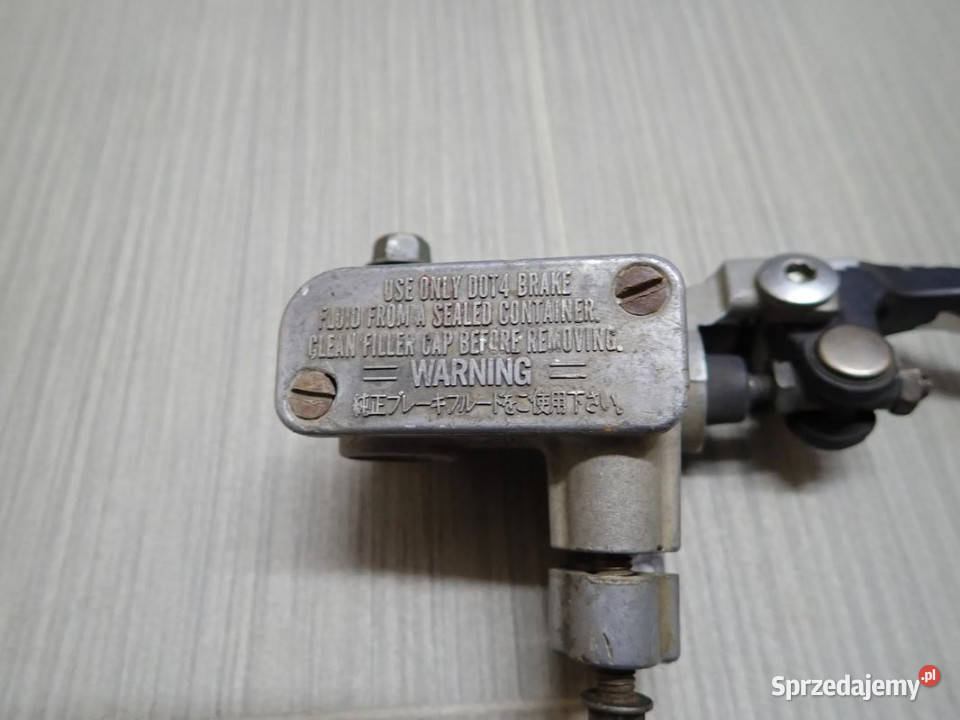 USE ONLY DOT4 BRAKE
FLUID FROM A SEALED CONTAINER.
CLEAN FILLER CAP BEFORE REMOVING.
= WARNING =
純正ブレーキフルードをご使用下さい。
Sprzedajemy.pl